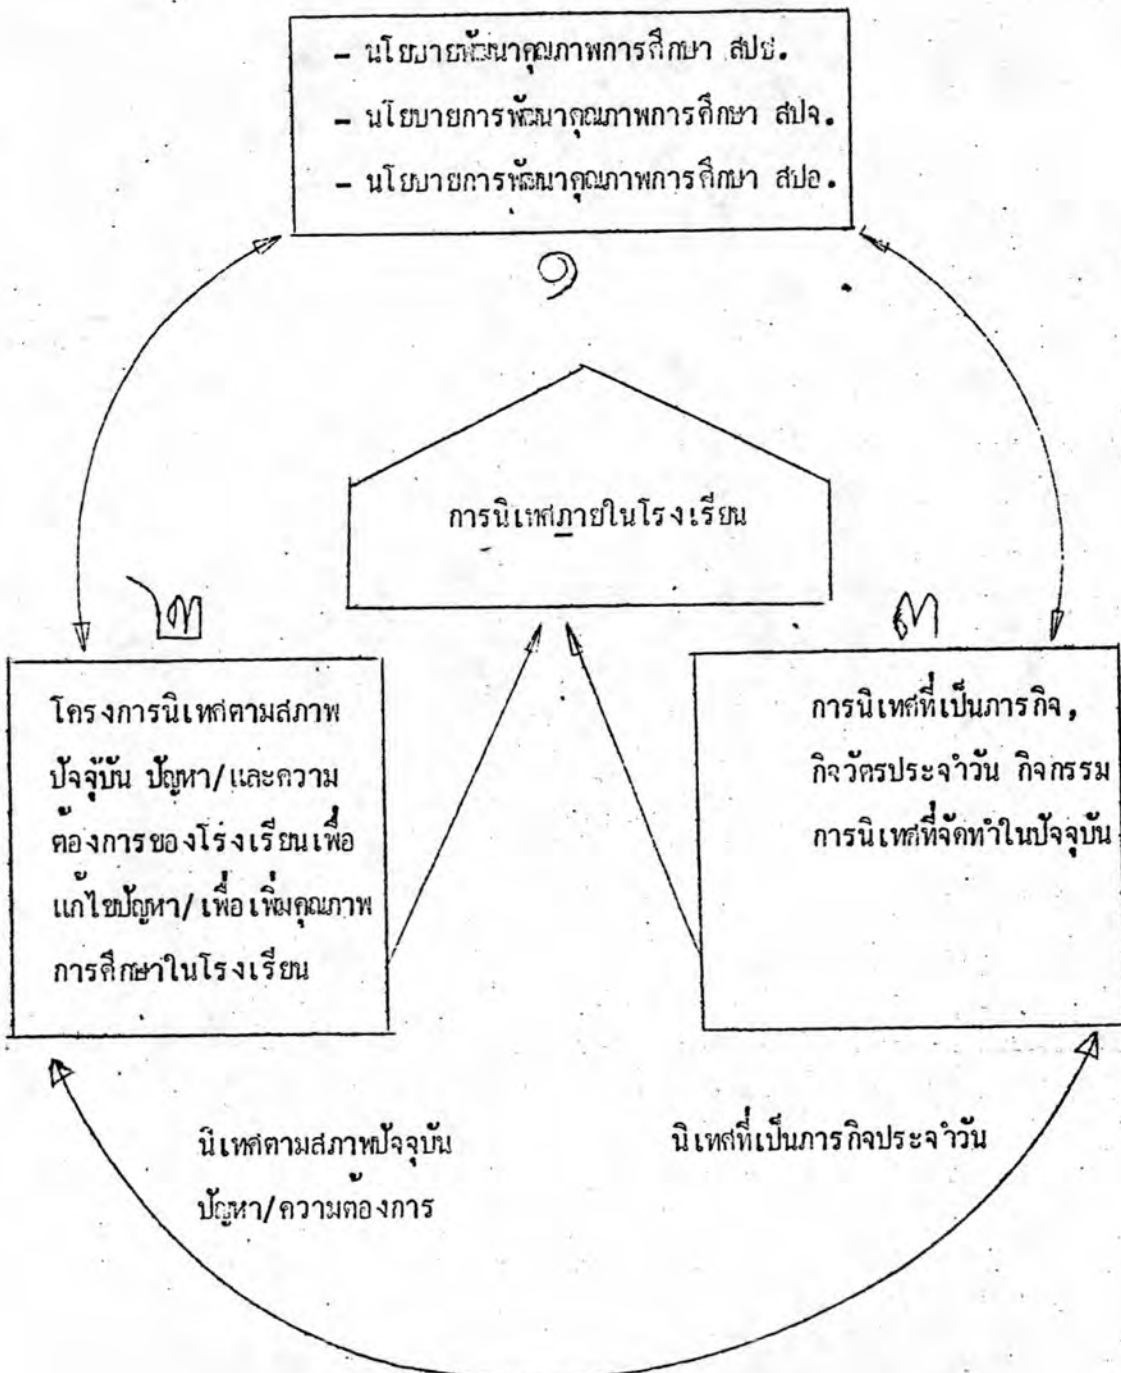 - นโยบายพัฒนาคุณภาพการศึกษา สปช.
- นโยบายการพัฒนาคุณภาพการศึกษา สปจ.
- นโยบายการพัฒนาคุณภาพการศึกษา สปอ.
๑
การนิเทศภายในโรงเรียน
๒
๓
โครงการนิเทศตามสภาพ
ปัจจุบัน ปัญหา/และความ
ต้องการของโรงเรียนเพื่อ
แก้ไขปัญหา/เพื่อเพิ่มคุณภาพ
การศึกษาในโรงเรียน
การนิเทศที่เป็นภารกิจ,
กิจวัตรประจำวัน กิจกรรม
การนิเทศที่จัดทำในปัจจุบัน
นิเทศตามสภาพปัจจุบัน
ปัญหา/ความต้องการ
นิเทศที่เป็นภารกิจประจำวัน